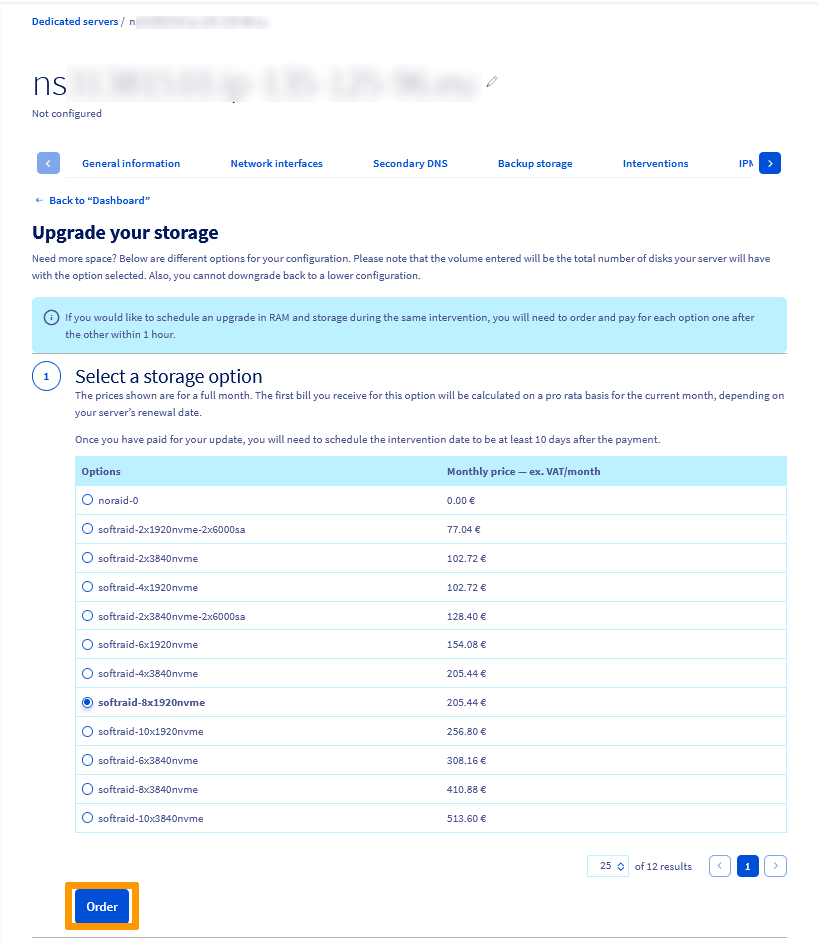 Dedicated servers / n
ns
Not configured
General information Network interfaces Secondary DNS Backup storage Interventions IPM
← Back to “Dashboard”
Upgrade your storage
Need more space? Below are different options for your configuration. Please note that the volume entered will be the total number of disks your server will have
with the option selected. Also, you cannot downgrade back to a lower configuration.
If you would like to schedule an upgrade in RAM and storage during the same intervention, you will need to order and pay for each option one after
the other within 1 hour.
1 Select a storage option
The prices shown are for a full month. The first bill you receive for this option will be calculated on a pro rata basis for the current month, depending on
your server’s renewal date.
Once you have paid for your update, you will need to schedule the intervention date to be at least 10 days after the payment.
Options Monthly price — ex. VAT/month
noraid-0 0.00 €
softraid-2x1920nvme-2x6000sa 77.04 €
softraid-2x3840nvme 102.72 €
softraid-4x1920nvme 102.72 €
softraid-2x3840nvme-2x6000sa 128.40 €
softraid-6x1920nvme 154.08 €
softraid-4x3840nvme 205.44 €
softraid-8x1920nvme 205.44 €
softraid-10x1920nvme 256.80 €
softraid-6x3840nvme 308.16 €
softraid-8x3840nvme 410.88 €
softraid-10x3840nvme 513.60 €
25 of 12 results 1
Order